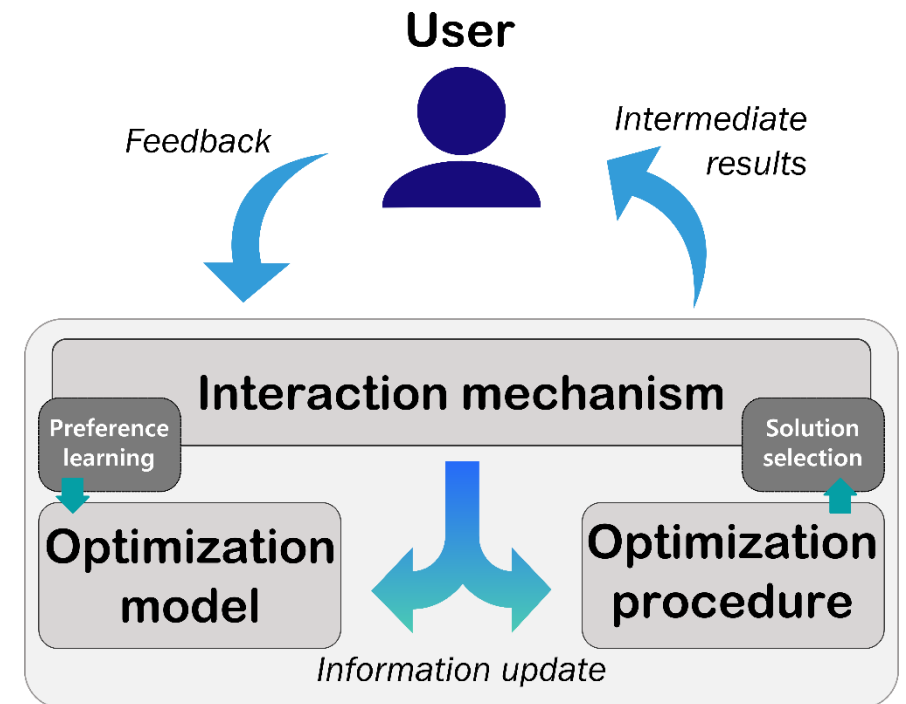 User
Feedback
Intermediate
results
Interaction mechanism
Preference
learning
Solution
selection
Optimization
model
Optimization
procedure
Information update